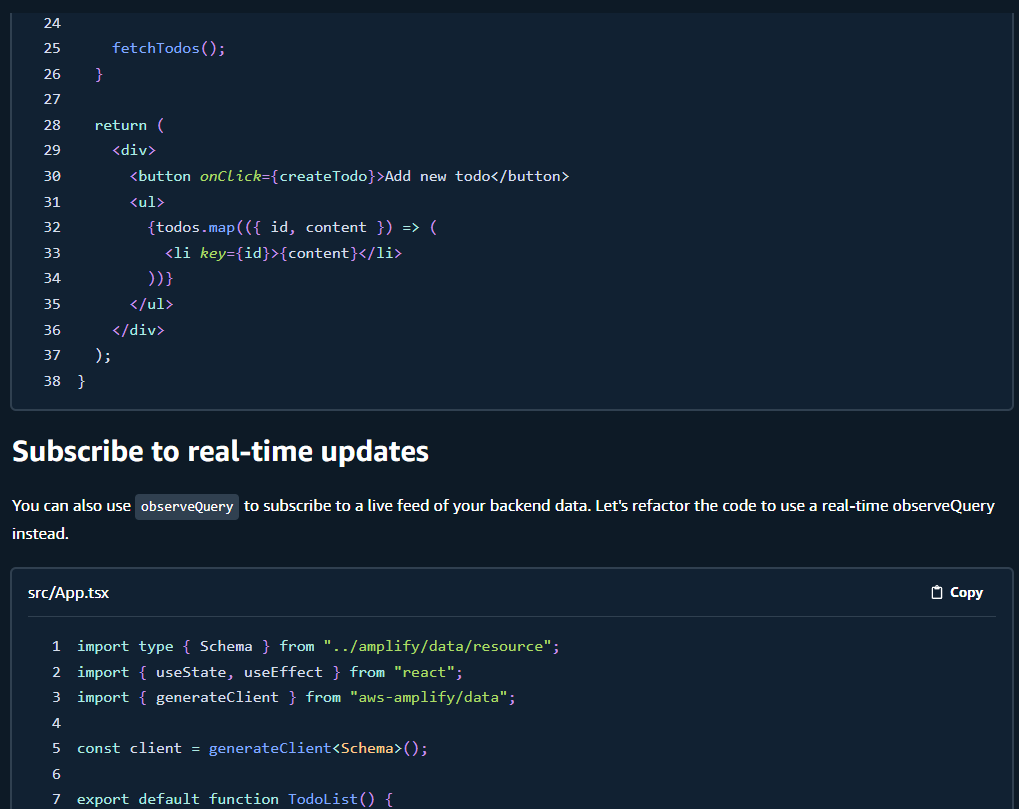 24
25 fetchTodos();
26 }
27
28 return (
29 <div>
30 <button onClick={createTodo}>Add new todo</button>
31 <ul>
32 {todos.map(({ id, content }) => (
33 <li key={id}>{content}</li>
34 ))}
35 </ul>
36 </div>
37 );
38 }
Subscribe to real-time updates
You can also use observeQuery to subscribe to a live feed of your backend data. Let's refactor the code to use a real-time observeQuery
instead.
src/App.tsx Copy
1 import type { Schema } from "../amplify/data/resource";
2 import { useState, useEffect } from "react";
3 import { generateClient } from "aws-amplify/data";
4
5 const client = generateClient<Schema>();
6
7 export default function TodoList() {